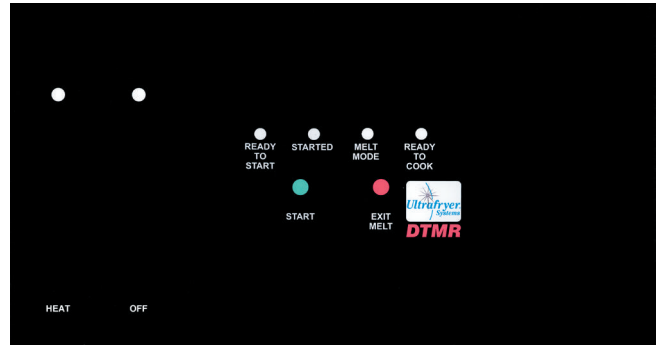 READY
TO
START
STARTED
MELT
MODE
READY
TO
COOK
START
EXIT
MELT
Ultrafryer
Systems
DTMR
HEAT
OFF